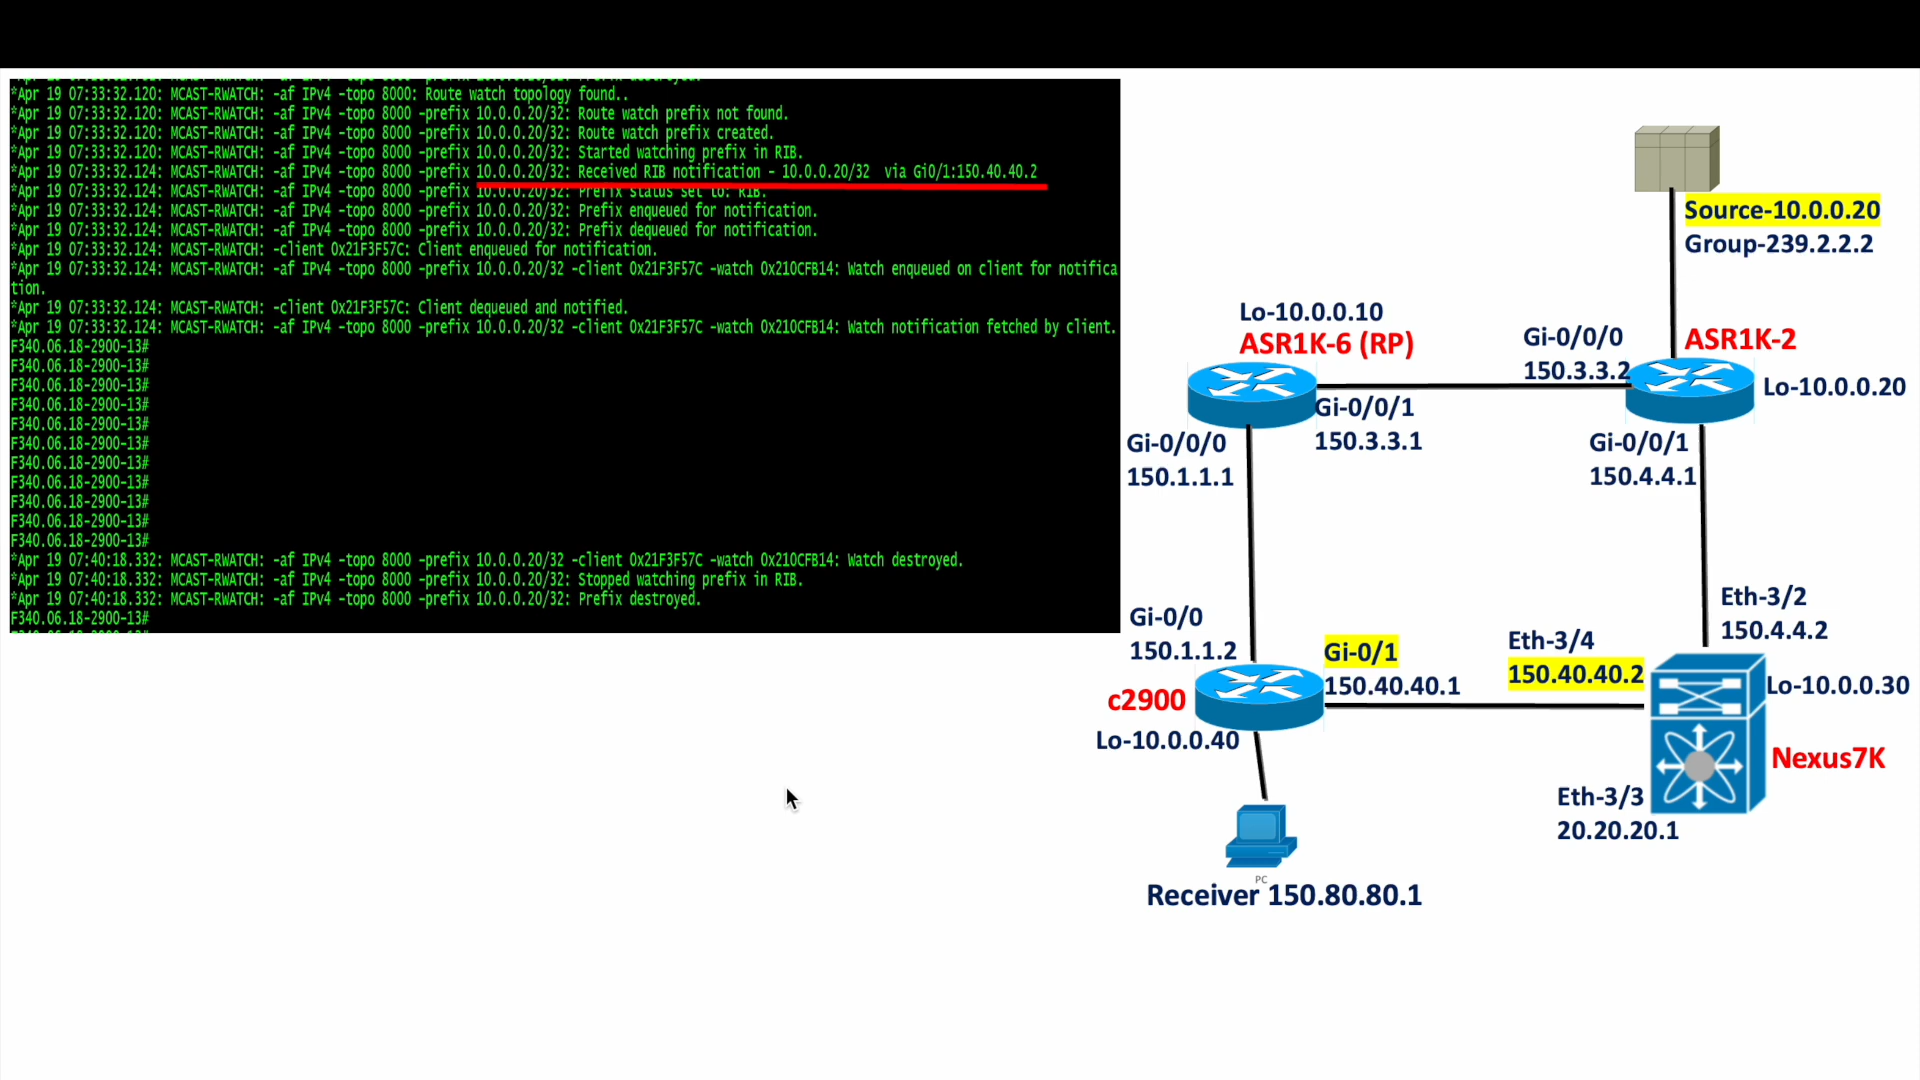 *Apr 19 07:33:32.120: MCAST-RWATCH: -af IPv4 -topo 8000: Route watch topology found..
*Apr 19 07:33:32.120: MCAST-RWATCH: -af IPv4 -topo 8000 -prefix 10.0.0.20/32: Route watch prefix not found.
*Apr 19 07:33:32.120: MCAST-RWATCH: -af IPv4 -topo 8000 -prefix 10.0.0.20/32: Route watch prefix created.
*Apr 19 07:33:32.120: MCAST-RWATCH: -af IPv4 -topo 8000 -prefix 10.0.0.20/32: Started watching prefix in RIB.
*Apr 19 07:33:32.124: MCAST-RWATCH: -af IPv4 -topo 8000 -prefix 10.0.0.20/32: Received RIB notification - 10.0.0.20/32  via Gi0/1:150.40.40.2
*Apr 19 07:33:32.124: MCAST-RWATCH: -af IPv4 -topo 8000 -prefix 10.0.0.20/32: Prefix status set to: RIB.
*Apr 19 07:33:32.124: MCAST-RWATCH: -af IPv4 -topo 8000 -prefix 10.0.0.20/32: Prefix enqueued for notification.
*Apr 19 07:33:32.124: MCAST-RWATCH: -af IPv4 -topo 8000 -prefix 10.0.0.20/32: Prefix dequeued for notification.
*Apr 19 07:33:32.124: MCAST-RWATCH: -client 0x21F3F57C: Client enqueued for notification.
*Apr 19 07:33:32.124: MCAST-RWATCH: -af IPv4 -topo 8000 -prefix 10.0.0.20/32 -client 0x21F3F57C -watch 0x210CFB14: Watch enqueued on client for notifica
tion.
*Apr 19 07:33:32.124: MCAST-RWATCH: -client 0x21F3F57C: Client dequeued and notified.
*Apr 19 07:33:32.124: MCAST-RWATCH: -af IPv4 -topo 8000 -prefix 10.0.0.20/32 -client 0x21F3F57C -watch 0x210CFB14: Watch notification fetched by client.
F340.06.18-2900-13#
F340.06.18-2900-13#
F340.06.18-2900-13#
F340.06.18-2900-13#
F340.06.18-2900-13#
F340.06.18-2900-13#
F340.06.18-2900-13#
F340.06.18-2900-13#
F340.06.18-2900-13#
F340.06.18-2900-13#
F340.06.18-2900-13#
*Apr 19 07:40:18.332: MCAST-RWATCH: -af IPv4 -topo 8000 -prefix 10.0.0.20/32 -client 0x21F3F57C -watch 0x210CFB14: Watch destroyed.
*Apr 19 07:40:18.332: MCAST-RWATCH: -af IPv4 -topo 8000 -prefix 10.0.0.20/32: Stopped watching prefix in RIB.
*Apr 19 07:40:18.332: MCAST-RWATCH: -af IPv4 -topo 8000 -prefix 10.0.0.20/32: Prefix destroyed.
F340.06.18-2900-13#
Source-10.0.0.20
Group-239.2.2.2
Lo-10.0.0.10
ASR1K-6 (RP)
Gi-0/0/0
150.3.3.2
ASR1K-2
Lo-10.0.0.20
Gi-0/0/1
150.3.3.1
Gi-0/0/0
150.1.1.1
Gi-0/0/1
150.4.4.1
Eth-3/2
150.4.4.2
Gi-0/0
150.1.1.2
Gi-0/1
150.40.40.1
Eth-3/4
150.40.40.2
Lo-10.0.0.30
c2900
Lo-10.0.0.40
Nexus7K
Eth-3/3
20.20.20.1
PC
Receiver 150.80.80.1